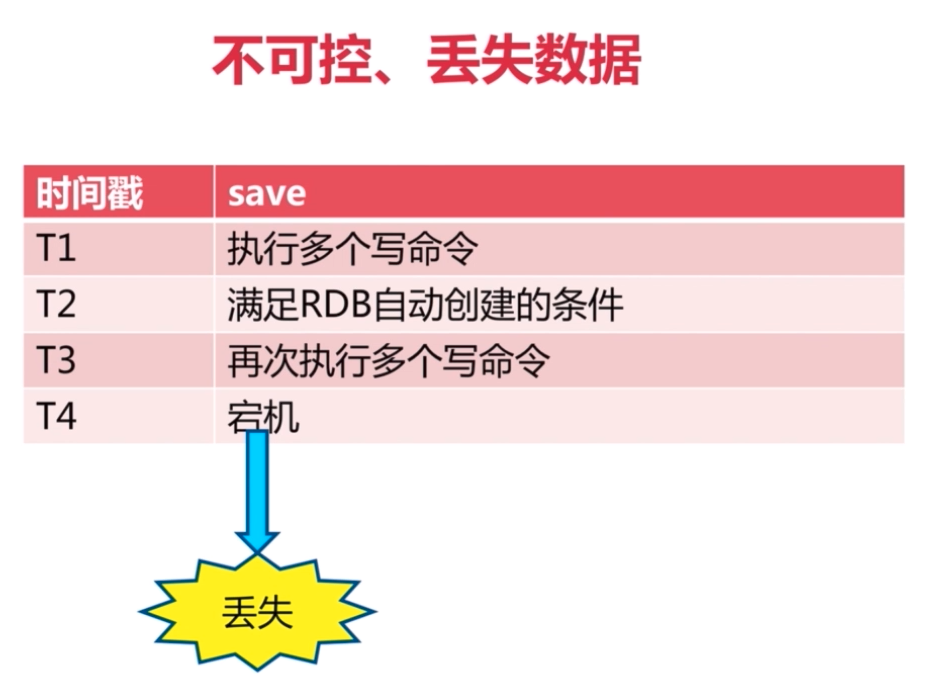 不可控、丢失数据
时间戳 save
T1 执行多个写命令
T2 满足RDB自动创建的条件
T3 再次执行多个写命令
T4 宕机
丢失